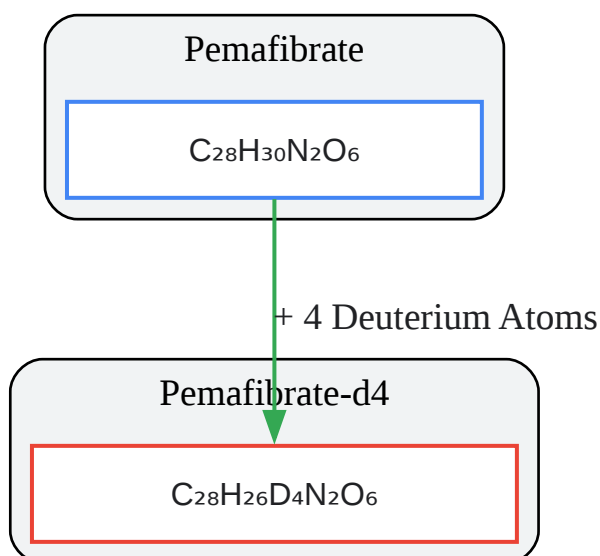 Pemafibrate
C₂₈H₃₀N₂O₆
+ 4 Deuterium Atoms
Pemafibrate-d4
C₂₈H₂₆D₄N₂O₆